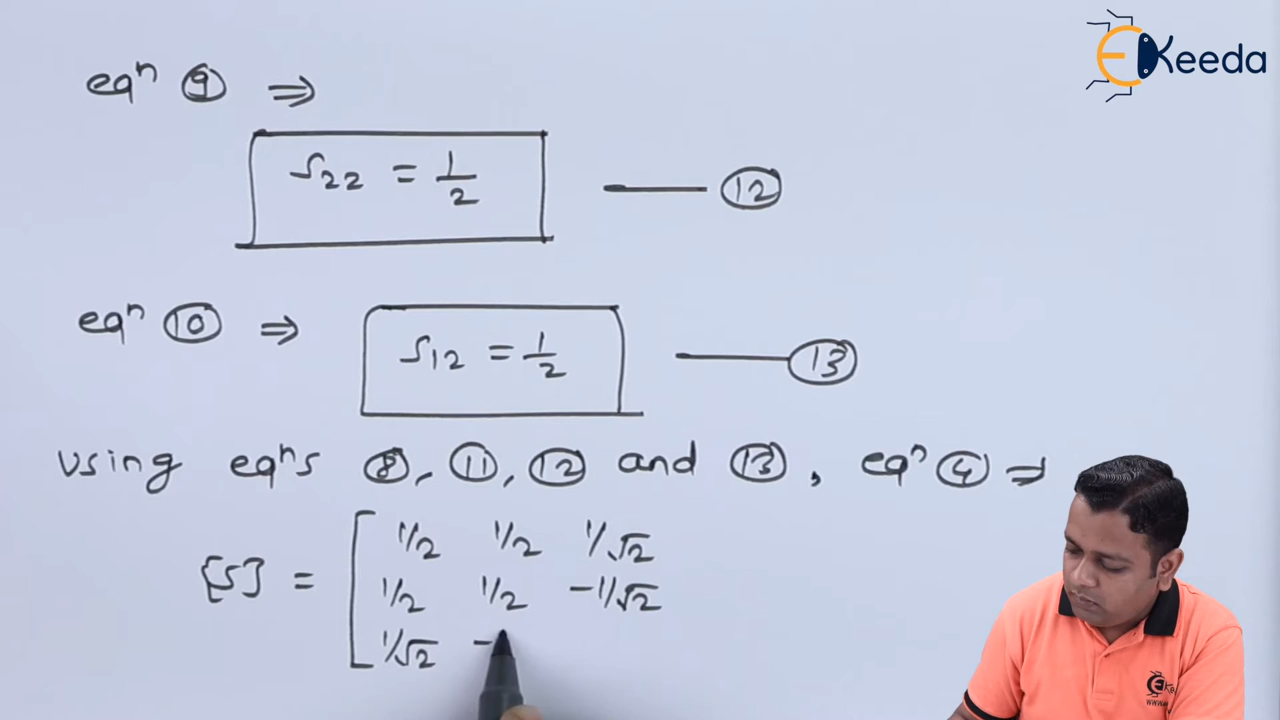 EKeeda
eqⁿ ⑨ ⇒
S₂₂ = 1/2 —— ⑫
eqⁿ ⑩ ⇒ S₁₂ = 1/2 —— ⑬
using eqⁿs ⑧, ⑪, ⑫ and ⑬, eqⁿ ④ ⇒
[S] = [ 1/2 1/2 1/√2
1/2 1/2 -1/√2
1/√2 -